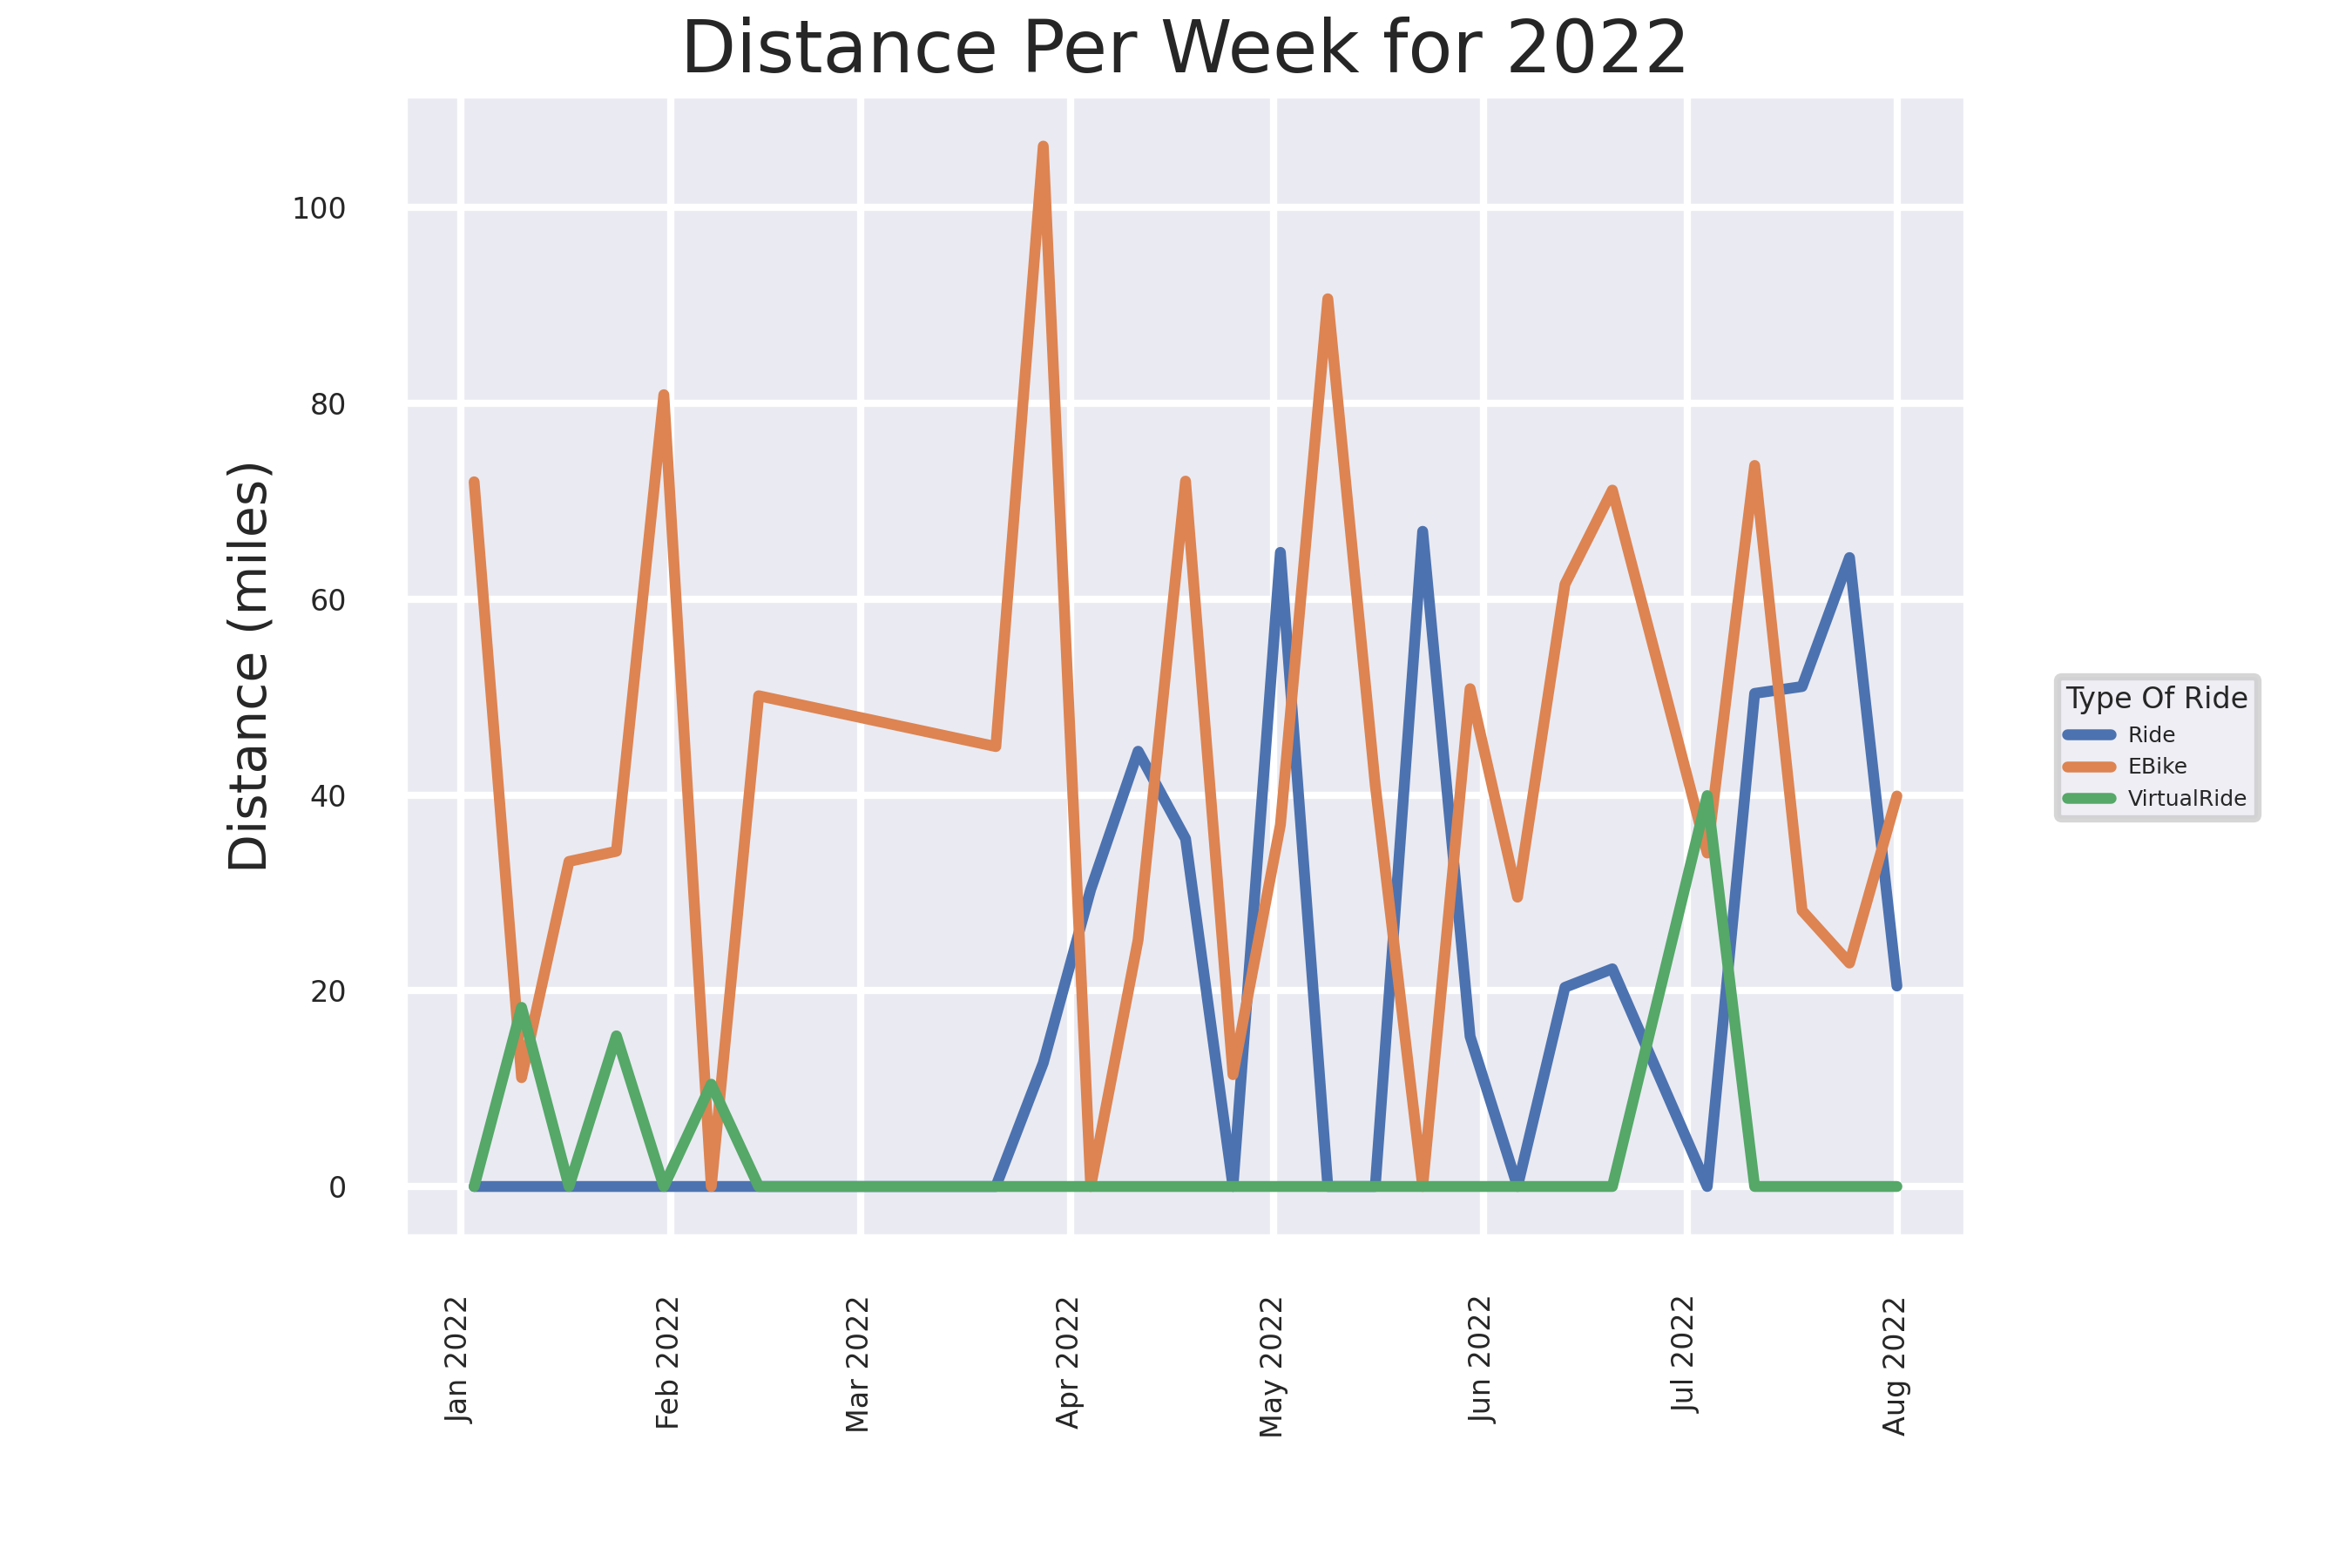 Distance Per Week for 2022
Distance (miles)
100
80
60
40
20
0
Jan 2022
Feb 2022
Mar 2022
Apr 2022
May 2022
Jun 2022
Jul 2022
Aug 2022
Type Of Ride
Ride
EBike
VirtualRide